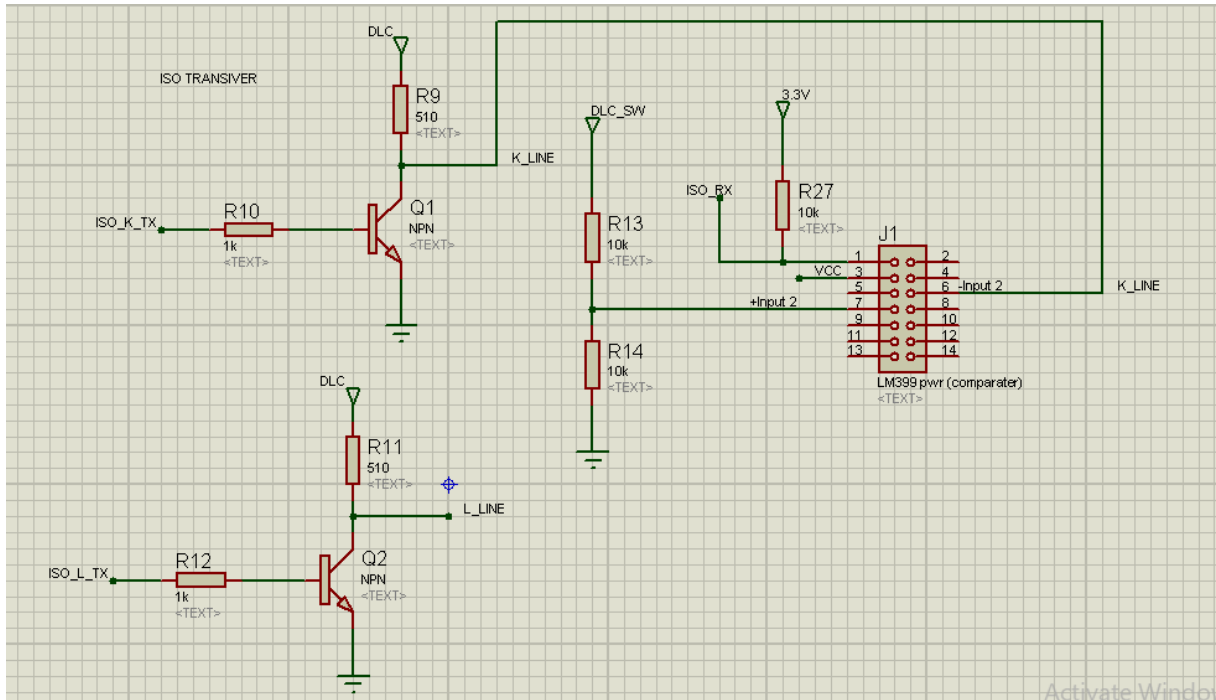 DLC
ISO TRANSIVER
R9
510
<TEXT>
K_LINE
ISO_K_TX
R10
1k
<TEXT>
Q1
NPN
<TEXT>
DLC_SW
R13
10k
<TEXT>
+Input 2
R14
10k
<TEXT>
3.3V
ISO_RX
R27
10k
<TEXT>
J1
VCC
1 2
3 4
5 6
7 8
9 10
11 12
13 14
-Input 2
K_LINE
LM399 pwr (comparater)
<TEXT>
DLC
R11
510
<TEXT>
L_LINE
ISO_L_TX
R12
1k
<TEXT>
Q2
NPN
<TEXT>
Activate Windo